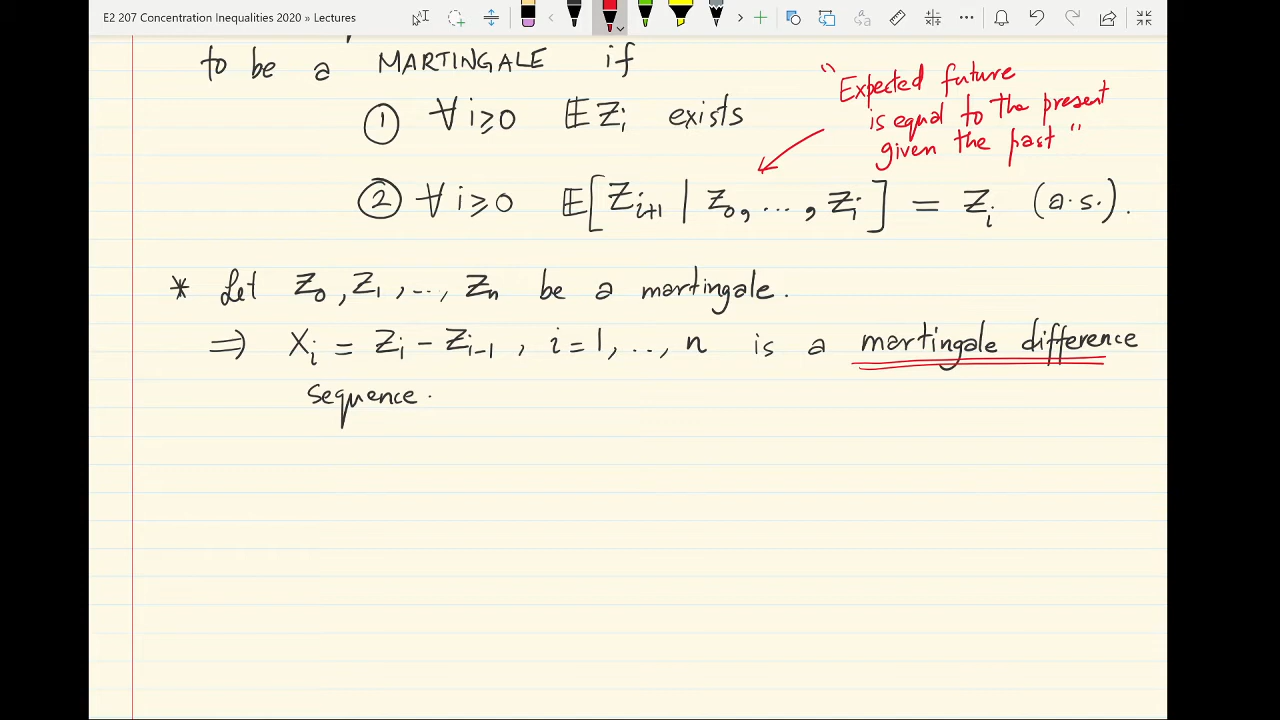 E2 207 Concentration Inequalities 2020 » Lectures
to be a MARTINGALE if
"Expected future
is equal to the present
given the past"
① ∀ i ≥ 0 𝔼 Z_i exists
② ∀ i ≥ 0 𝔼[Z_{i+1} | Z_0, ..., Z_i] = Z_i (a.s.).
* Let Z_0, Z_1, ..., Z_n be a martingale.
⇒ X_i = Z_i - Z_{i-1}, i = 1, .., n is a martingale difference
sequence.